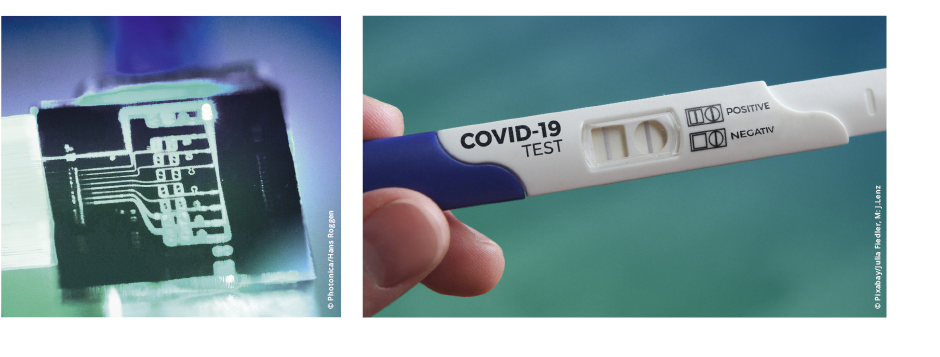 © Photonica/Hans Roggen
COVID-19
TEST
POSITIVE
NEGATIV
© Pixabay/Julia Fiedler, M: J.Lenz